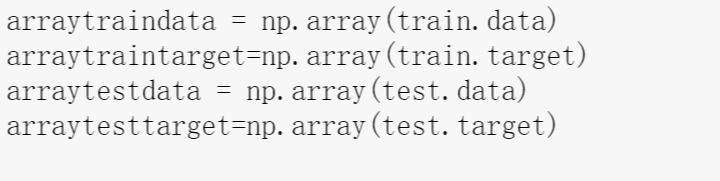 arraytraindata = np.array(train.data)
arraytraintarget=np.array(train.target)
arraytestdata = np.array(test.data)
arraytesttarget=np.array(test.target)